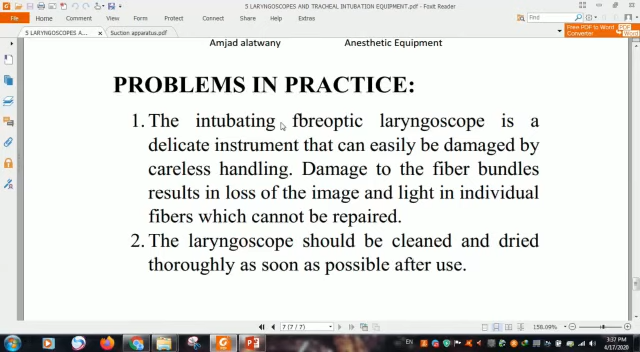 5 LARYNGOSCOPES AND TRACHEAL INTUBATION EQUIPMENT.pdf - Foxit Reader
File Home Comment View Form Protect Connect Share Help Extras
Find
5 LARYNGOSCOPES A... Suction apparatus.pdf
Free PDF to Word Converter
Amjad alatwany Anesthetic Equipment
PROBLEMS IN PRACTICE:
1. The intubating fbreoptic laryngoscope is a
delicate instrument that can easily be damaged by
careless handling. Damage to the fiber bundles
results in loss of the image and light in individual
fibers which cannot be repaired.
2. The laryngoscope should be cleaned and dried
thoroughly as soon as possible after use.
7 (7 / 7) 158.09%
EN 3:37 PM
4/17/2020